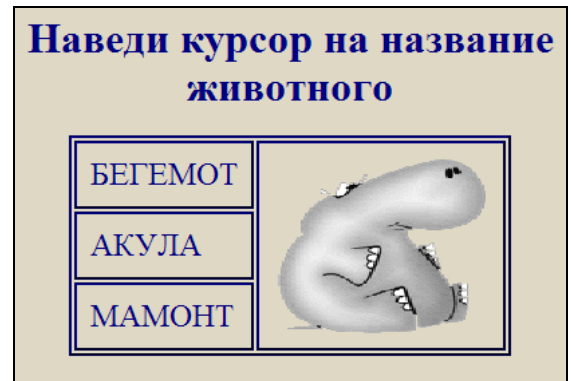 Наведи курсор на название
животного
БЕГЕМОТ
АКУЛА
МАМОНТ